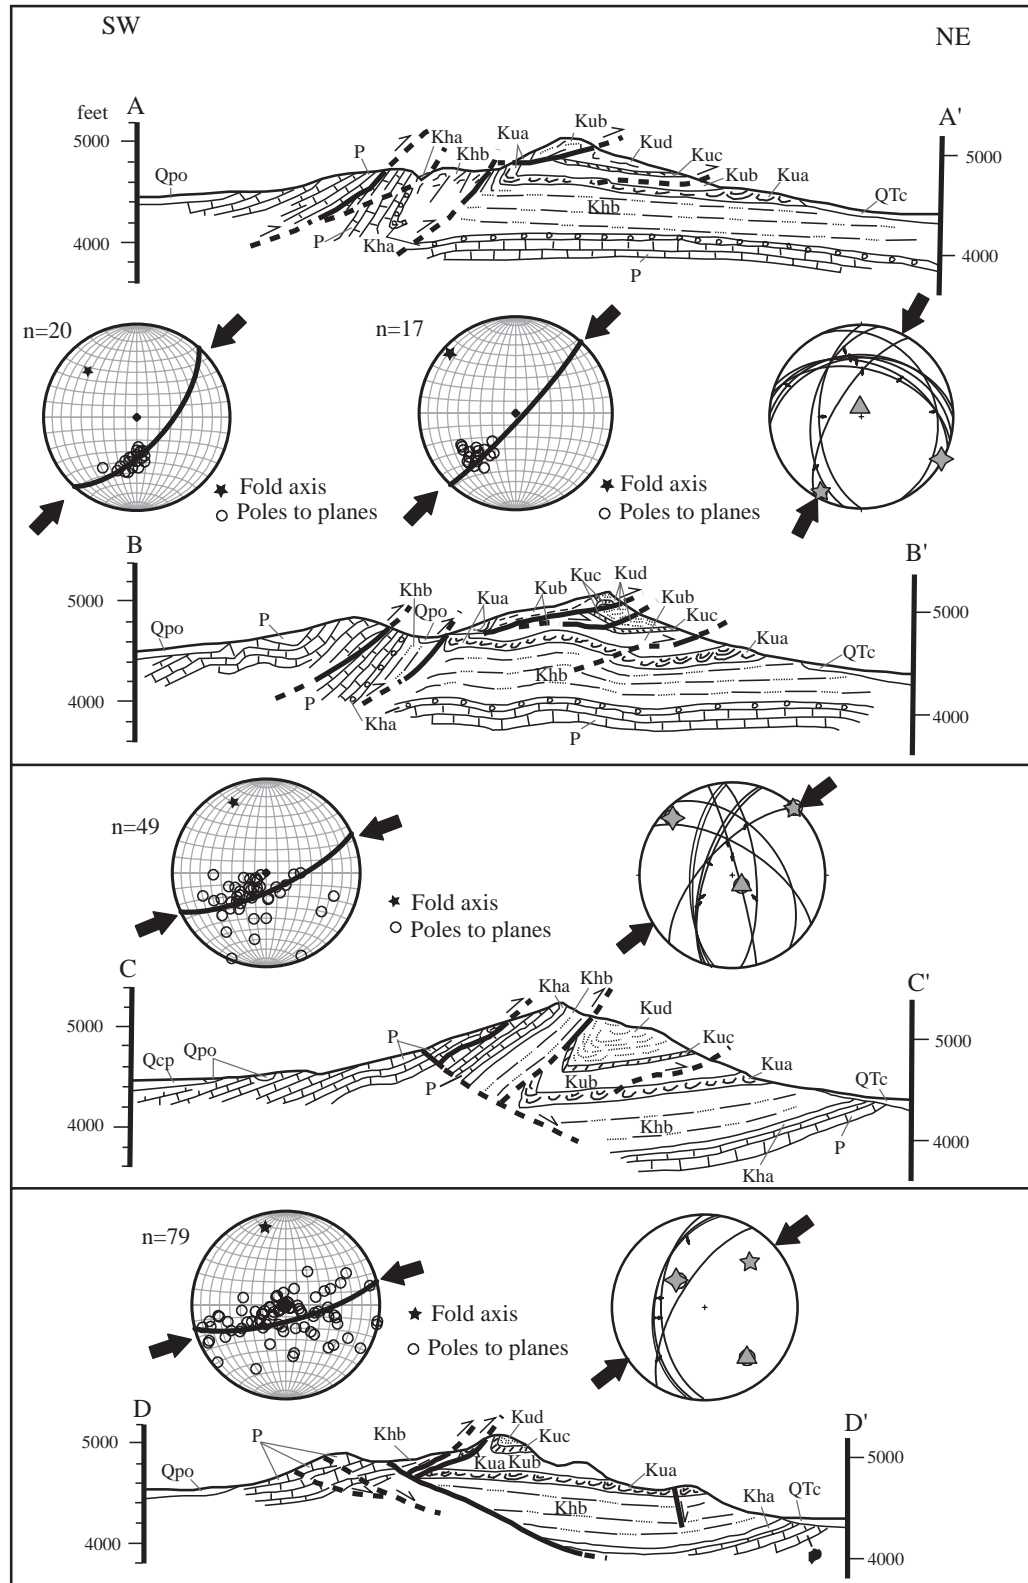 SW
NE
feet
A
A'
5000
4000
5000
4000
Qpo
P
Kha
Khb
Kua
Kub
Kud
Kuc
Kub
Kua
QTc
Khb
P
Kha
P
n=20
Fold axis
Poles to planes
n=17
Fold axis
Poles to planes
B
B'
5000
4000
5000
4000
Qpo
P
Khb
Qpo
Kua
Kub
Kuc
Kud
Kub
Kuc
Kua
QTc
Khb
P
Kha
P
n=49
Fold axis
Poles to planes
C
C'
5000
4000
5000
4000
Qcp
Qpo
P
Kha
Khb
Kud
Kuc
Kua
QTc
P
Kub
Khb
P
Kha
n=79
Fold axis
Poles to planes
D
D'
5000
4000
5000
4000
Qpo
P
Khb
Kud
Kuc
Kua
Kub
Kua
Khb
Kha
QTc